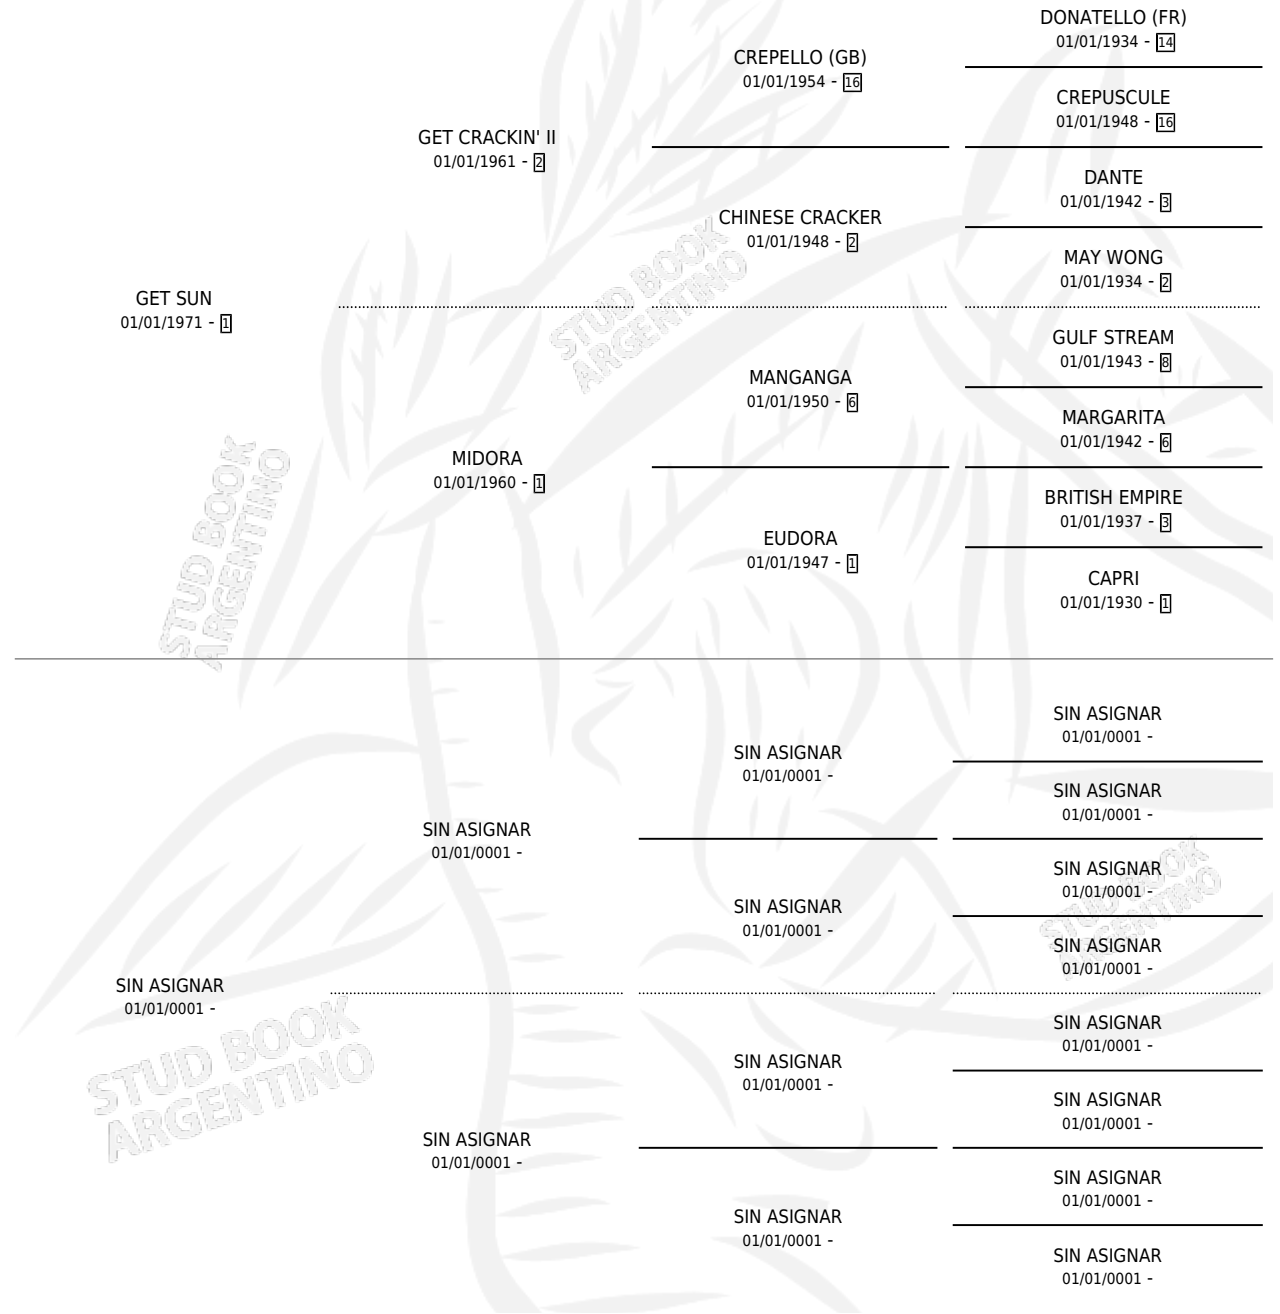 DONATELLO (FR)
01/01/1934 - 14
CREPELLO (GB)
01/01/1954 - 16
CREPUSCULE
01/01/1948 - 16
GET CRACKIN' II
01/01/1961 - 2
DANTE
01/01/1942 - 3
CHINESE CRACKER
01/01/1948 - 2
MAY WONG
01/01/1934 - 2
GET SUN
01/01/1971 - 1
GULF STREAM
01/01/1943 - 8
MANGANGA
01/01/1950 - 6
MARGARITA
01/01/1942 - 6
MIDORA
01/01/1960 - 1
BRITISH EMPIRE
01/01/1937 - 3
EUDORA
01/01/1947 - 1
CAPRI
01/01/1930 - 1
STUD BOOK
ARGENTINO
STUD BOOK
ARGENTINO
SIN ASIGNAR
01/01/0001 -
SIN ASIGNAR
01/01/0001 -
SIN ASIGNAR
01/01/0001 -
SIN ASIGNAR
01/01/0001 -
SIN ASIGNAR
01/01/0001 -
SIN ASIGNAR
01/01/0001 -
SIN ASIGNAR
01/01/0001 -
SIN ASIGNAR
01/01/0001 -
SIN ASIGNAR
01/01/0001 -
SIN ASIGNAR
01/01/0001 -
SIN ASIGNAR
01/01/0001 -
SIN ASIGNAR
01/01/0001 -
SIN ASIGNAR
01/01/0001 -
SIN ASIGNAR
01/01/0001 -
SIN ASIGNAR
01/01/0001 -
STUD BOOK
ARGENTINO
STUD BOOK
ARGENTINO